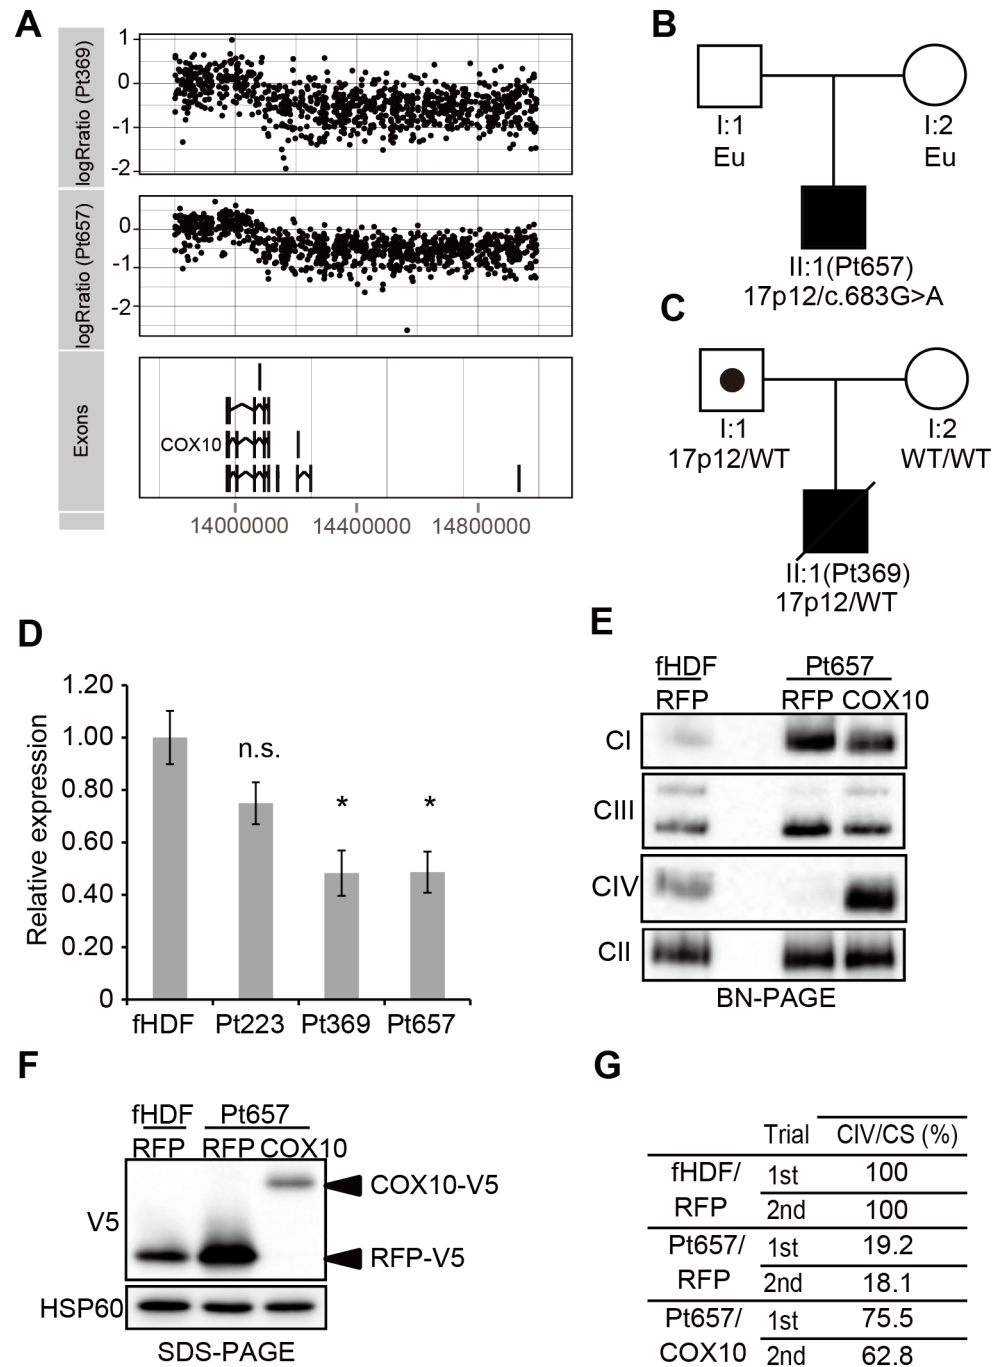 A
logRratio (Pt369)
1
0
-1
-2
logRratio (Pt657)
0
-1
-2
Exons
COX10
14000000 14400000 14800000
B
I:1
Eu
I:2
Eu
II:1(Pt657)
17p12/c.683G>A
C
I:1
17p12/WT
I:2
WT/WT
II:1(Pt369)
17p12/WT
D
Relative expression
1.20
1.00
0.80
0.60
0.40
0.20
0
n.s.
*
*
fHDF Pt223 Pt369 Pt657
E
fHDF Pt657
RFP RFP COX10
CI
CIII
CIV
CII
BN-PAGE
F
fHDF Pt657
RFP RFP COX10
V5
COX10-V5
RFP-V5
HSP60
SDS-PAGE
G
Trial CIV/CS (%)
fHDF/ 1st 100
RFP 2nd 100
Pt657/ 1st 19.2
RFP 2nd 18.1
Pt657/ 1st 75.5
COX10 2nd 62.8